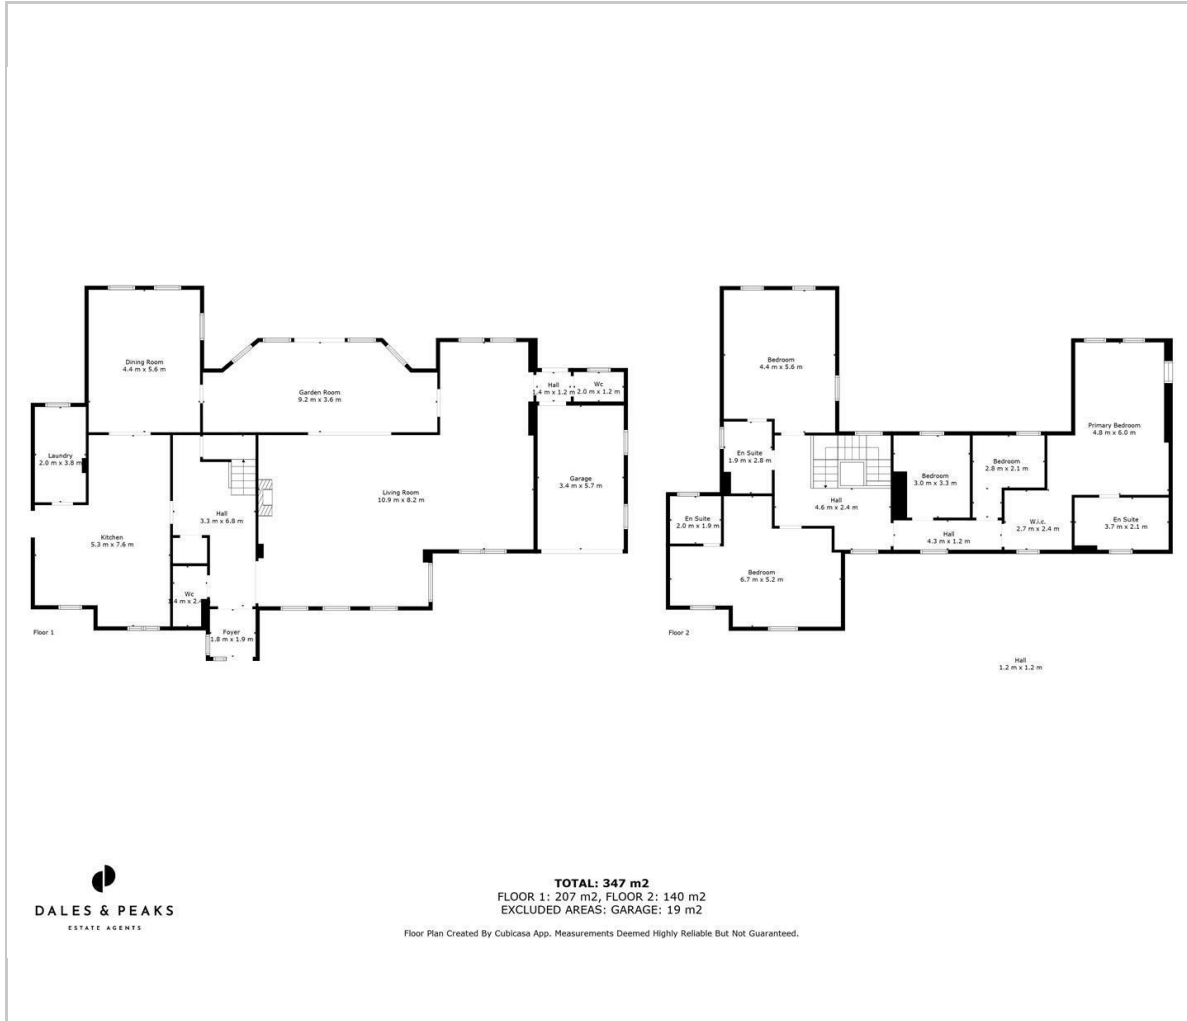 Dining Room
4.4 m x 5.6 m
Garden Room
9.2 m x 3.6 m
Hall
1.4 m x 1.2 m
Wc
2.0 m x 1.2 m
Laundry
2.0 m x 3.8 m
Living Room
10.9 m x 8.2 m
Garage
3.4 m x 5.7 m
Hall
3.3 m x 6.8 m
Kitchen
5.3 m x 7.6 m
Wc
Foyer
1.8 m x 1.9 m
Floor 1
Bedroom
4.4 m x 5.6 m
Primary Bedroom
4.8 m x 6.0 m
En Suite
1.9 m x 2.8 m
Bedroom
2.8 m x 2.1 m
Bedroom
3.0 m x 3.3 m
Hall
4.6 m x 2.4 m
En Suite
2.0 m x 1.9 m
W.i.c.
2.7 m x 2.4 m
En Suite
3.7 m x 2.1 m
Hall
4.3 m x 1.2 m
Bedroom
6.7 m x 5.2 m
Floor 2
Hall
1.2 m x 1.2 m
DALES & PEAKS
ESTATE AGENTS
TOTAL: 347 m2
FLOOR 1: 207 m2, FLOOR 2: 140 m2
EXCLUDED AREAS: GARAGE: 19 m2
Floor Plan Created By Cubicasa App. Measurements Deemed Highly Reliable But Not Guaranteed.